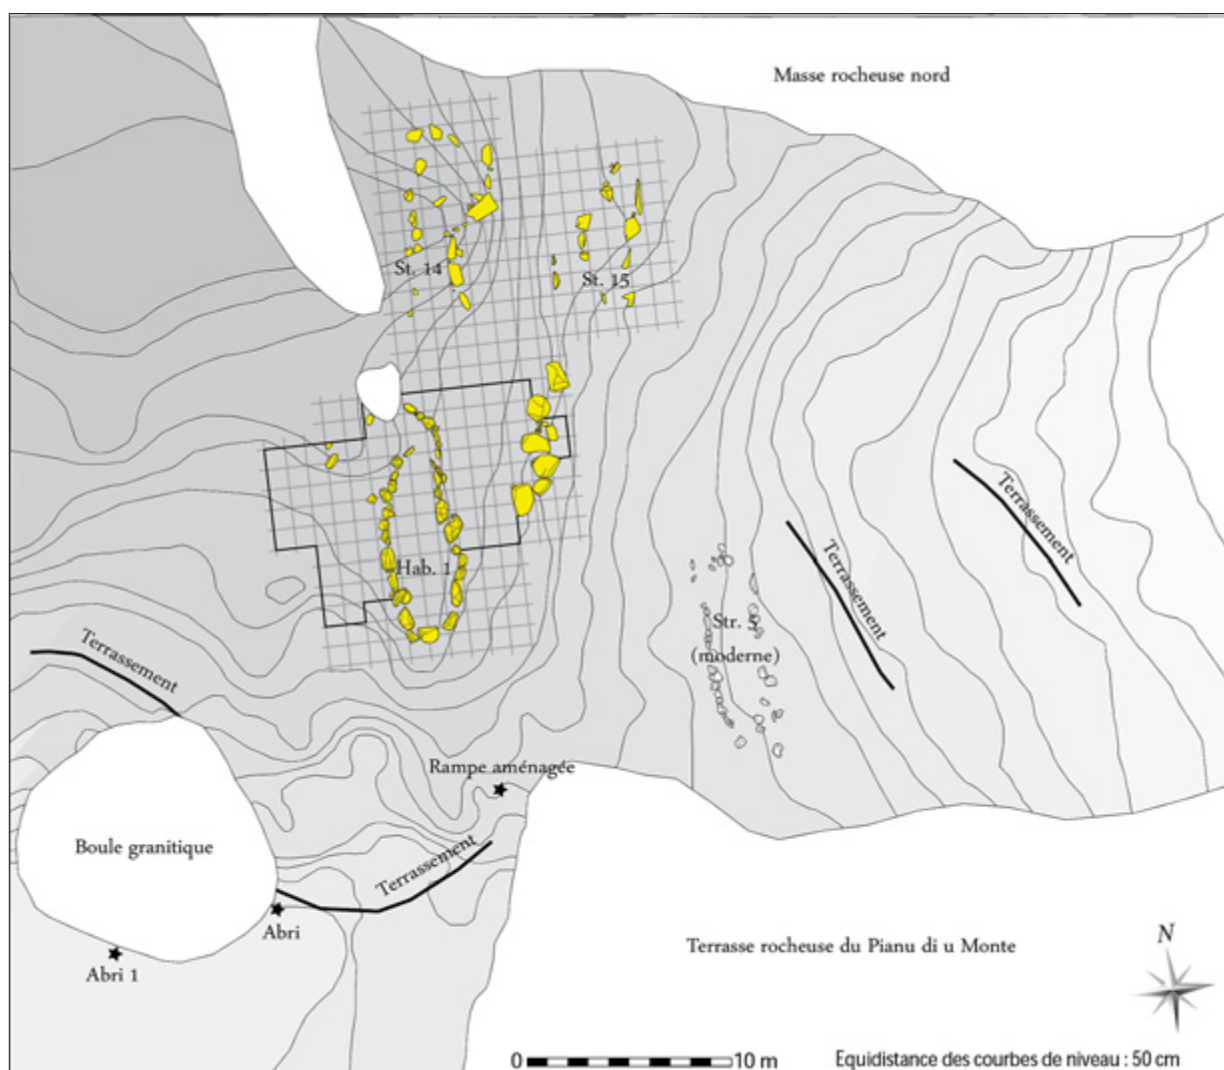 Masse rocheuse nord
St. 14
St. 15
Terrassement
Terrassement
Hab. 1
Str. 5
(moderne)
Terrassement
Rampe aménagée
Boule granitique
Terrassement
Abri
Abri 1
Terrasse rocheuse du Pianu di u Monte
N
0 10 m
Equidistance des courbes de niveau : 50 cm